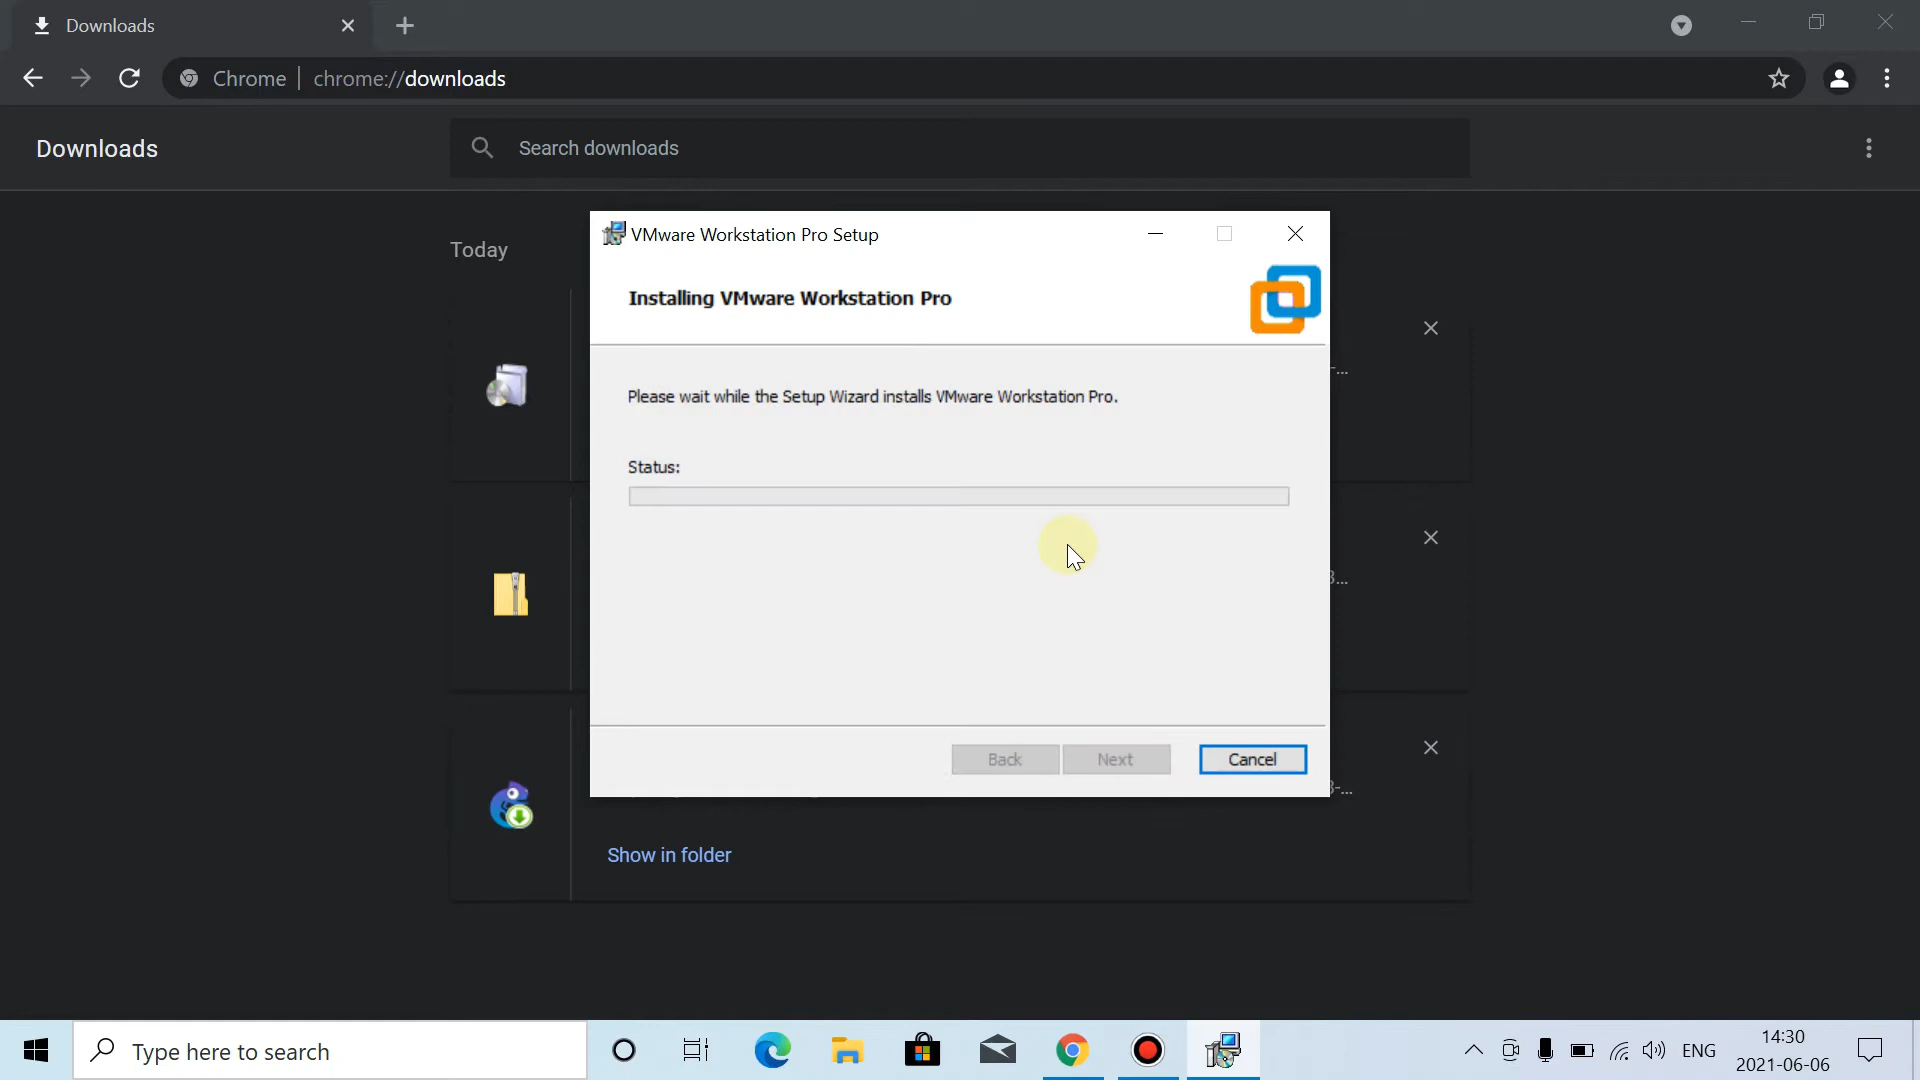 Downloads
Chrome chrome://downloads
Downloads
Search downloads
Today
VMware Workstation Pro Setup
Installing VMware Workstation Pro
Please wait while the Setup Wizard installs VMware Workstation Pro.
Status:
Back Next Cancel
Show in folder
Type here to search
ENG
14:30
2021-06-06